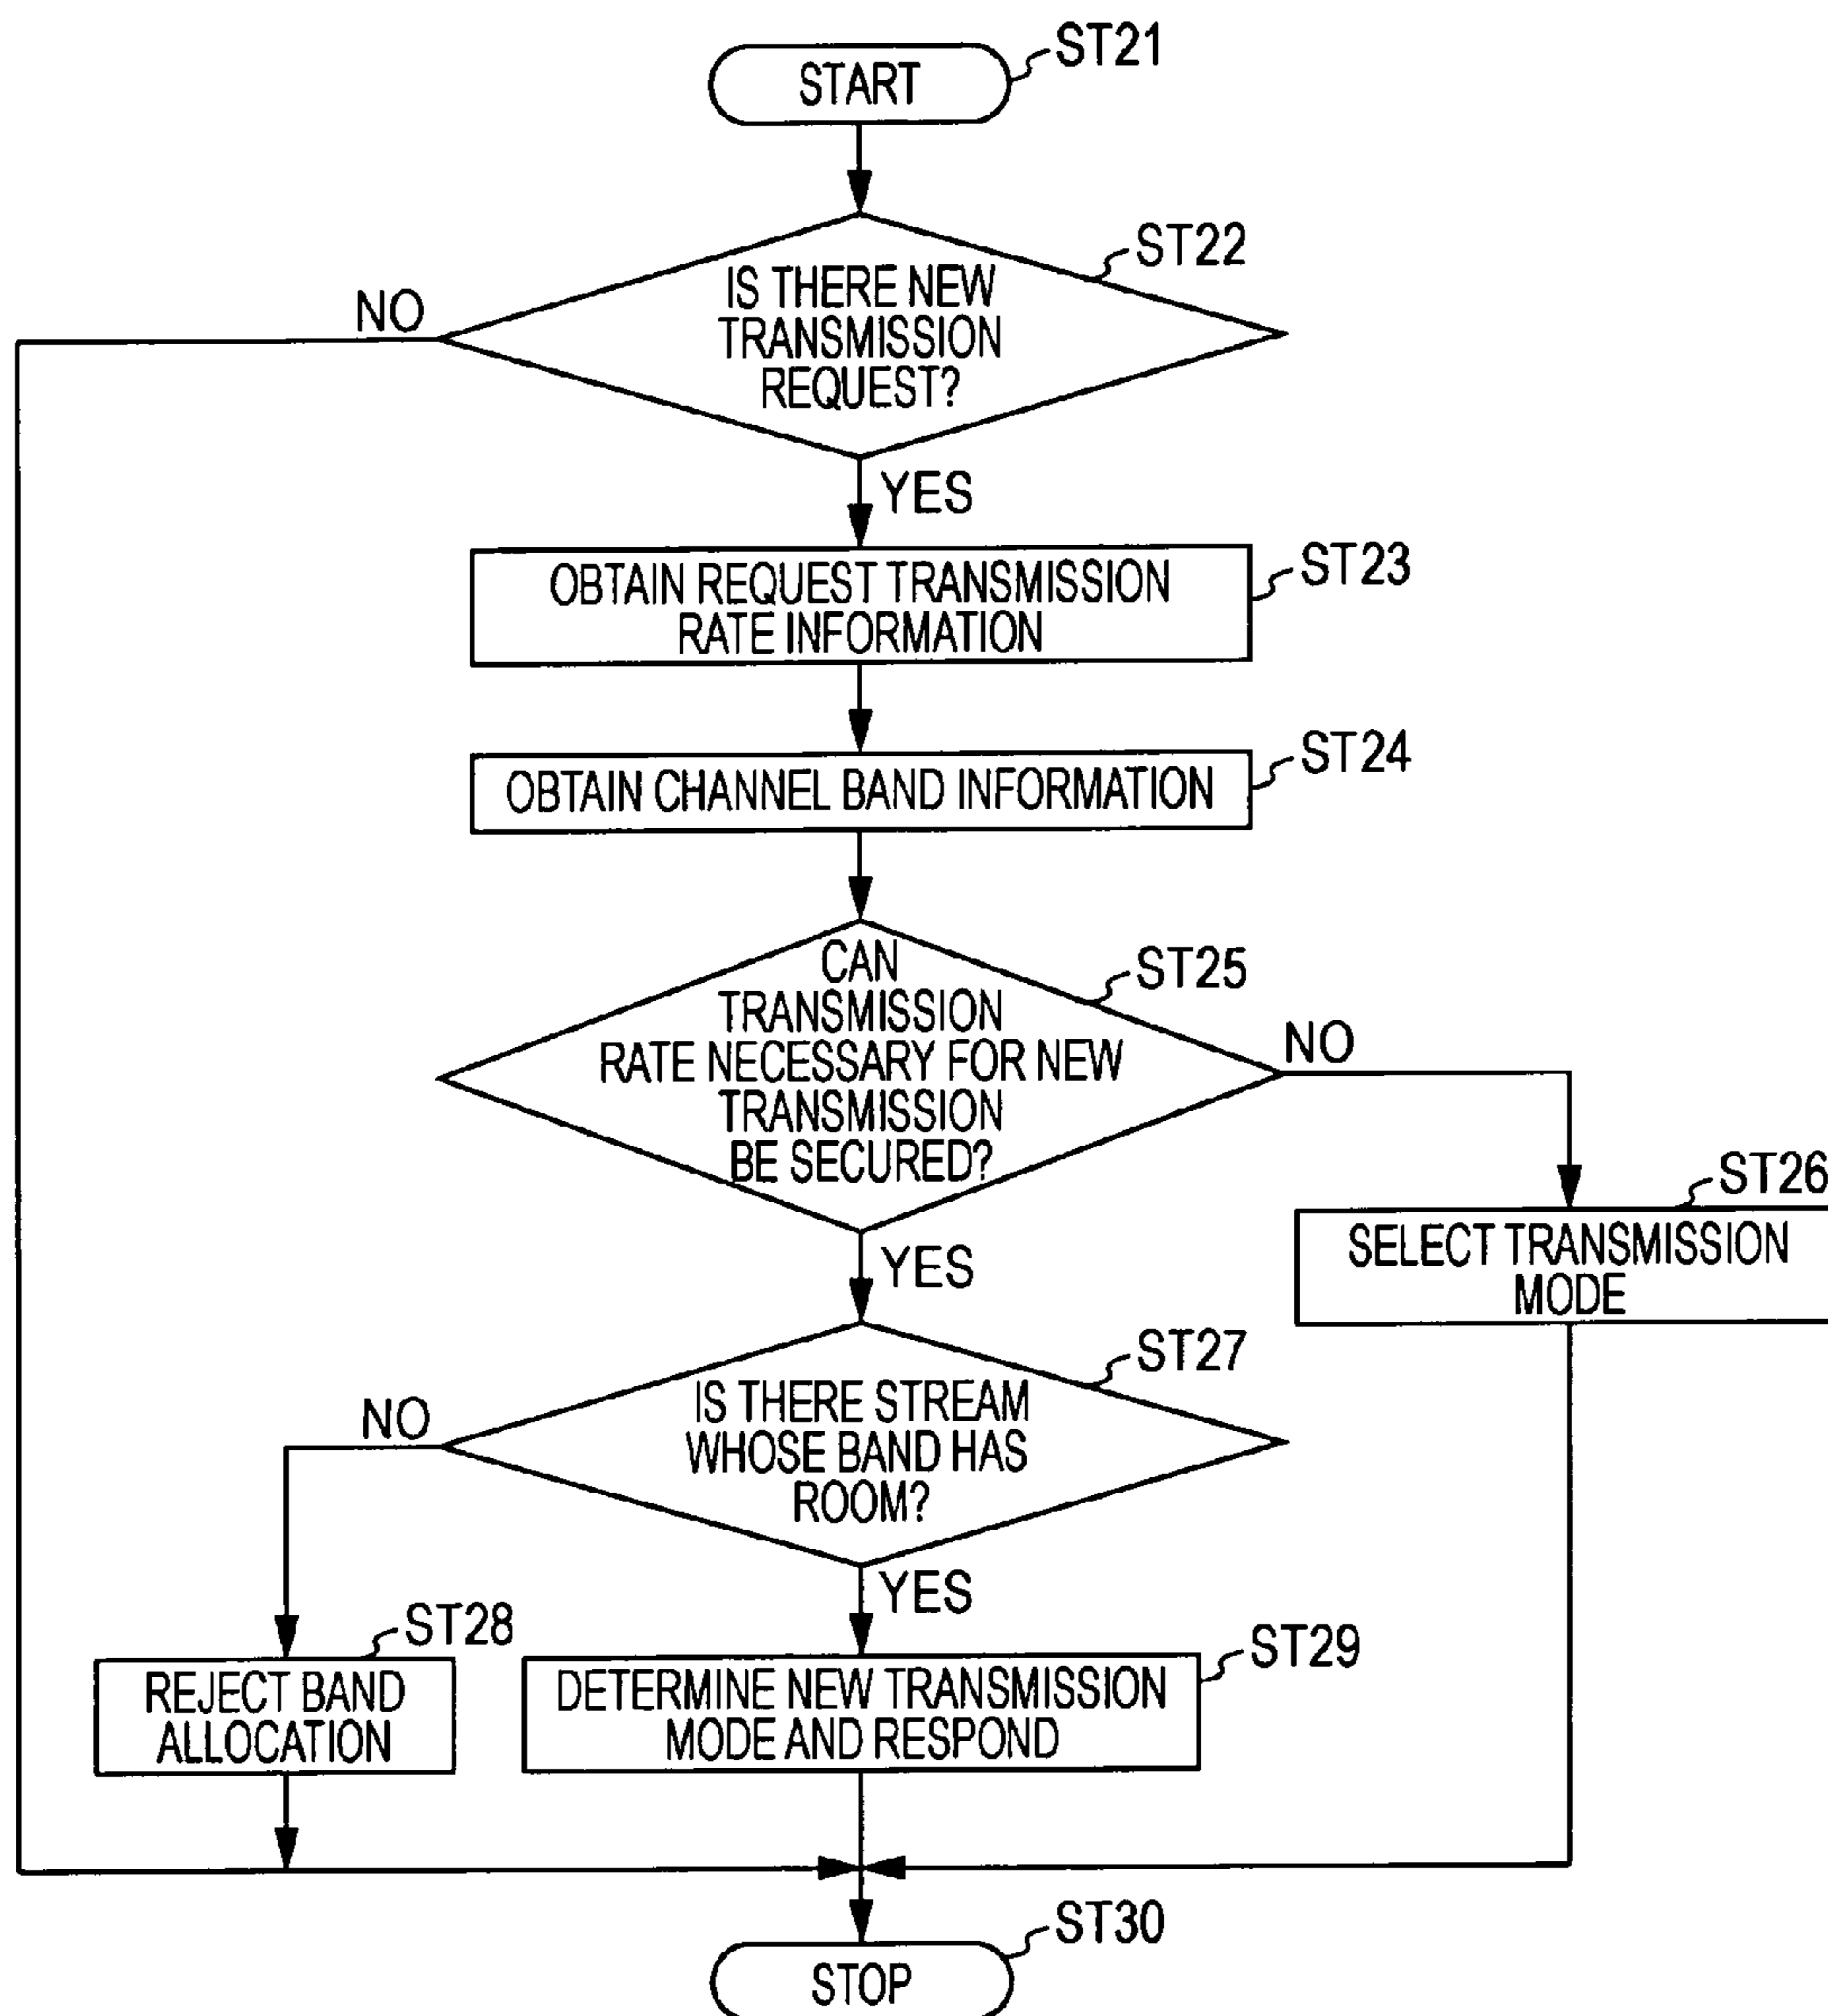 ST21
START
ST22
IS THERE NEW
TRANSMISSION
REQUEST?
NO
YES
ST23
OBTAIN REQUEST TRANSMISSION
RATE INFORMATION
ST24
OBTAIN CHANNEL BAND INFORMATION
ST25
CAN
TRANSMISSION
RATE NECESSARY FOR NEW
TRANSMISSION
BE SECURED?
NO
YES
ST26
SELECT TRANSMISSION
MODE
ST27
IS THERE STREAM
WHOSE BAND HAS
ROOM?
NO
YES
ST28
REJECT BAND
ALLOCATION
ST29
DETERMINE NEW TRANSMISSION
MODE AND RESPOND
ST30
STOP